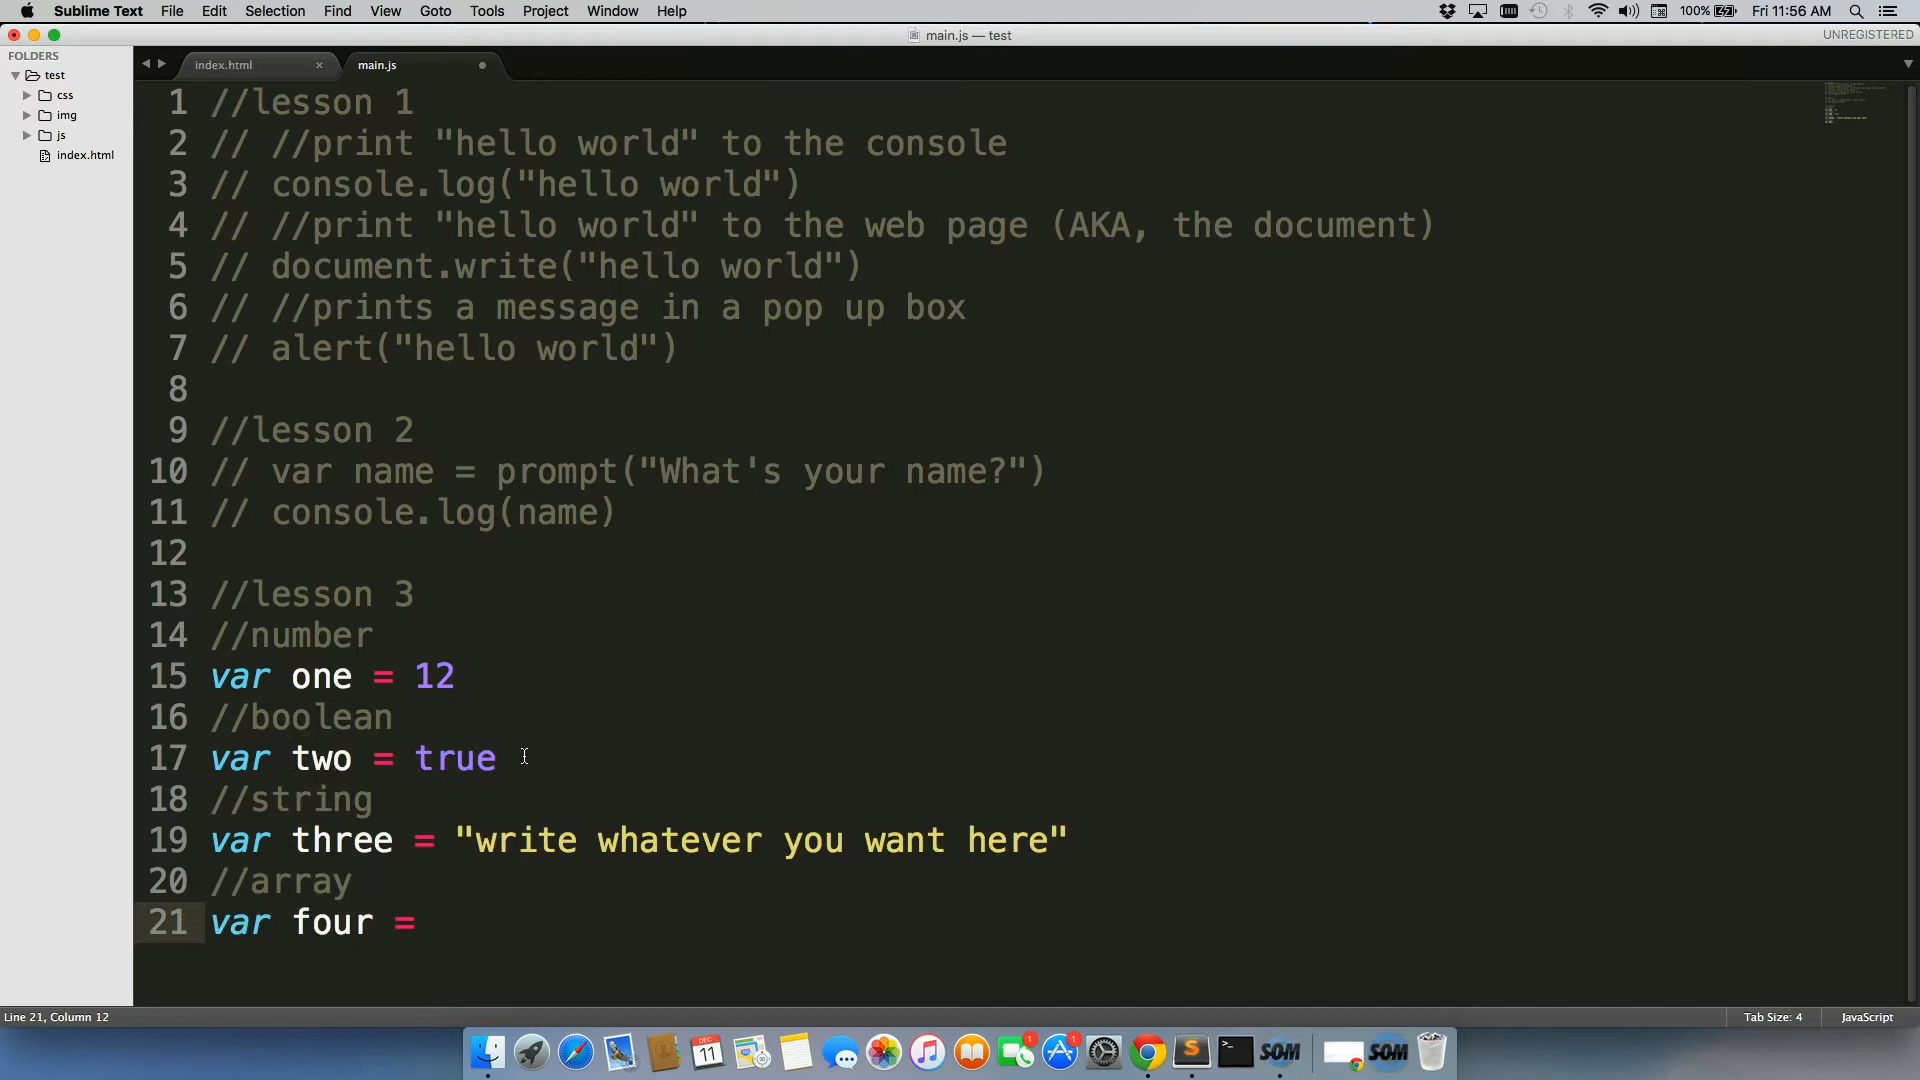 Sublime Text File Edit Selection Find View Goto Tools Project Window Help 100% Fri 11:56 AM
main.js — test UNREGISTERED
FOLDERS
test
css
img
js
index.html
index.html main.js
1 //lesson 1
2 // //print "hello world" to the console
3 // console.log("hello world")
4 // //print "hello world" to the web page (AKA, the document)
5 // document.write("hello world")
6 // //prints a message in a pop up box
7 // alert("hello world")
8
9 //lesson 2
10 // var name = prompt("What's your name?")
11 // console.log(name)
12
13 //lesson 3
14 //number
15 var one = 12
16 //boolean
17 var two = true
18 //string
19 var three = "write whatever you want here"
20 //array
21 var four =
Line 21, Column 12 Tab Size: 4 JavaScript
DEC
11
1
1
S
SOM
SOM